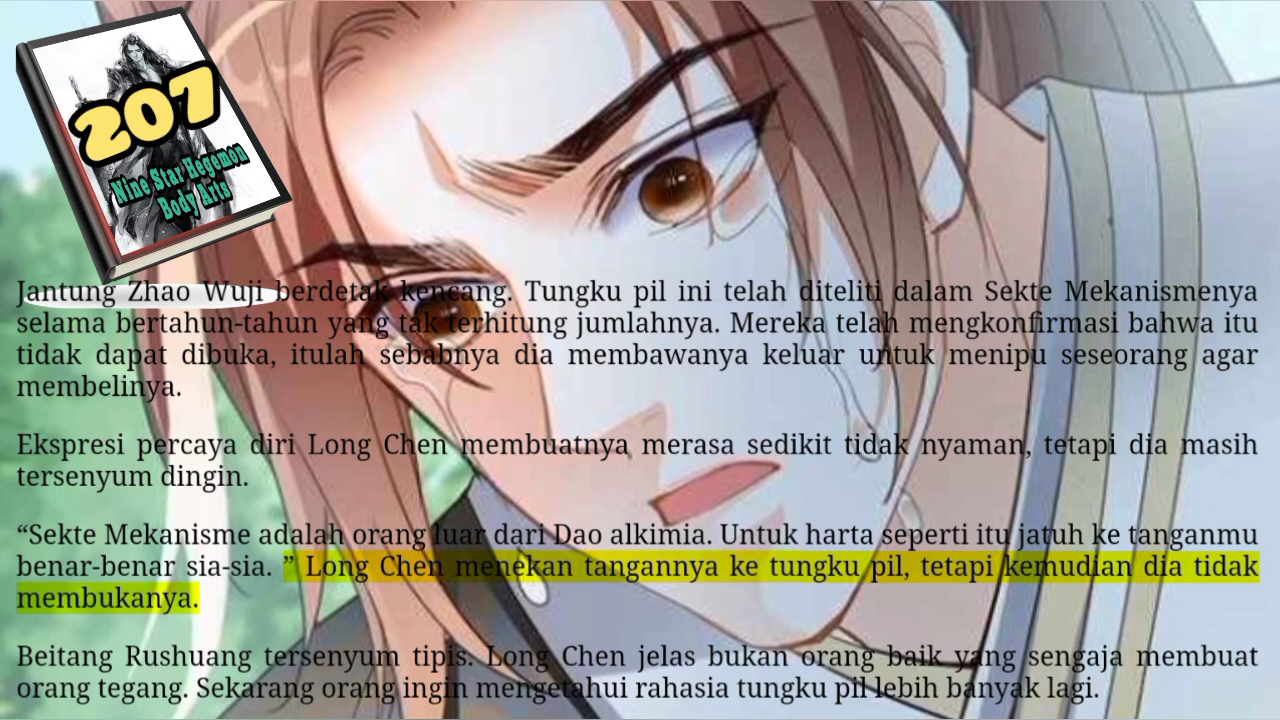 207
Nine Star Hegemon
Body Arts
Jantung Zhao Wuji berdetak kencang. Tungku pil ini telah diteliti dalam Sekte Mekanismenya
selama bertahun-tahun yang tak terhitung jumlahnya. Mereka telah mengkonfirmasi bahwa itu
tidak dapat dibuka, itulah sebabnya dia membawanya keluar untuk menipu seseorang agar
membelinya.
Ekspresi percaya diri Long Chen membuatnya merasa sedikit tidak nyaman, tetapi dia masih
tersenyum dingin.
“Sekte Mekanisme adalah orang luar dari Dao alkimia. Untuk harta seperti itu jatuh ke tanganmu
benar-benar sia-sia. ” Long Chen menekan tangannya ke tungku pil, tetapi kemudian dia tidak
membukanya.
Beitang Rushuang tersenyum tipis. Long Chen jelas bukan orang baik yang sengaja membuat
orang tegang. Sekarang orang ingin mengetahui rahasia tungku pil lebih banyak lagi.